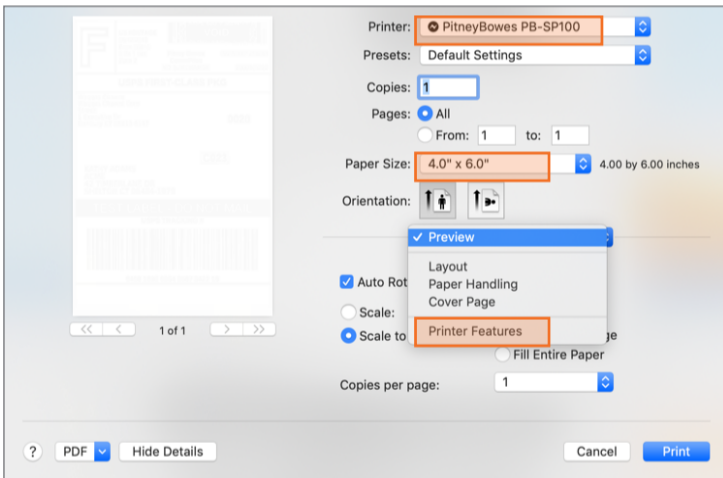 Printer: PitneyBowes PB-SP100
Presets: Default Settings
Copies: 1
Pages: All
From: 1 to: 1
Paper Size: 4.0" x 6.0" 4.00 by 6.00 inches
Orientation:
✓ Preview
Layout
Auto Rot Paper Handling
Cover Page
Scale:
Scale to Printer Features
Fill Entire Paper
Copies per page: 1
F
<< < 1 of 1 > >>
? PDF Hide Details Cancel Print